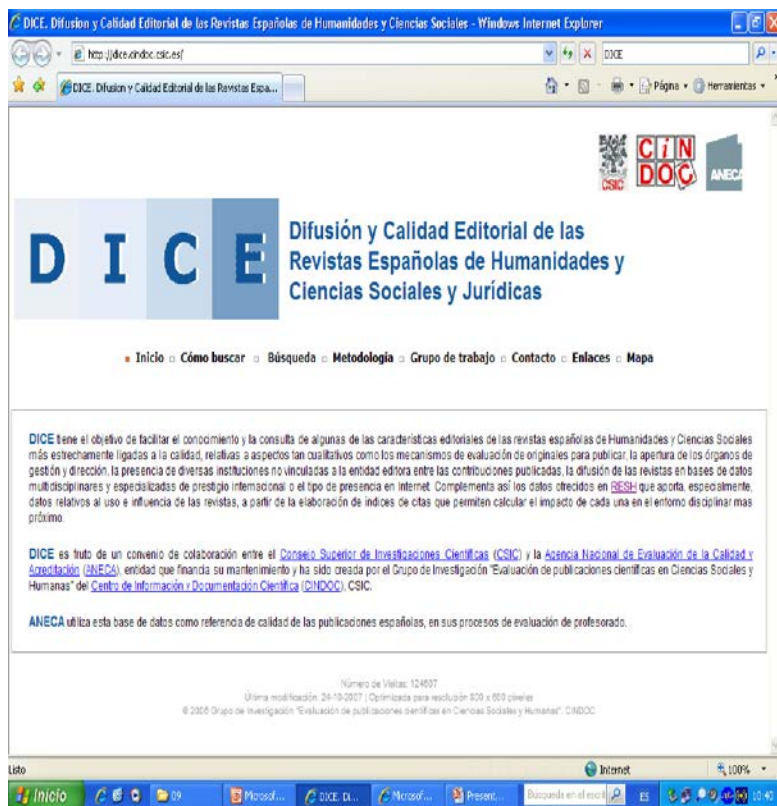 DICE. Difusion y Calidad Editorial de las Revistas Españolas de Humanidades y Ciencias Sociales - Windows Internet Explorer
http://dice.cindoc.csic.es/
DICE
DICE. Difusion y Calidad Editorial de las Revistas Espa...
Página
Herramientas
CSIC
CiN
DOC
ANECA
D I C E
Difusión y Calidad Editorial de las
Revistas Españolas de Humanidades y
Ciencias Sociales y Jurídicas
Inicio Cómo buscar Búsqueda Metodología Grupo de trabajo Contacto Enlaces Mapa
DICE tiene el objetivo de facilitar el conocimiento y la consulta de algunas de las características editoriales de las revistas españolas de Humanidades y Ciencias Sociales
más estrechamente ligadas a la calidad, relativas a aspectos tan cualitativos como los mecanismos de evaluación de originales para publicar, la apertura de los órganos de
gestión y dirección, la presencia de diversas instituciones no vinculadas a la entidad editora entre las contribuciones publicadas, la difusión de las revistas en bases de datos
multidisciplinares y especializadas de prestigio internacional o el tipo de presencia en Internet. Complementa así los datos ofrecidos en RESH que aporta, especialmente,
datos relativos al uso e influencia de las revistas, a partir de la elaboración de índices de citas que permiten calcular el impacto de cada una en el entorno disciplinar mas
próximo.
DICE es fruto de un convenio de colaboración entre el Consejo Superior de Investigaciones Científicas (CSIC) y la Agencia Nacional de Evaluación de la Calidad y
Acreditación (ANECA), entidad que financia su mantenimiento y ha sido creada por el Grupo de Investigación "Evaluación de publicaciones científicas en Ciencias Sociales y
Humanas" del Centro de Información y Documentación Científica (CINDOC), CSIC.
ANECA utiliza esta base de datos como referencia de calidad de las publicaciones españolas, en sus procesos de evaluación de profesorado.
Número de Visitas: 124607
Última modificación: 24-10-2007 | Optimizada para resolución 800 x 600 píxeles
© 2006 Grupo de investigación "Evaluación de publicaciones científicas en Ciencias Sociales y Humanas". CINDOC
Listo
Internet
100%
Inicio
09
Microsof...
DICE. Di...
Microsof...
Present...
Búsqueda en el escri
ES
10:47